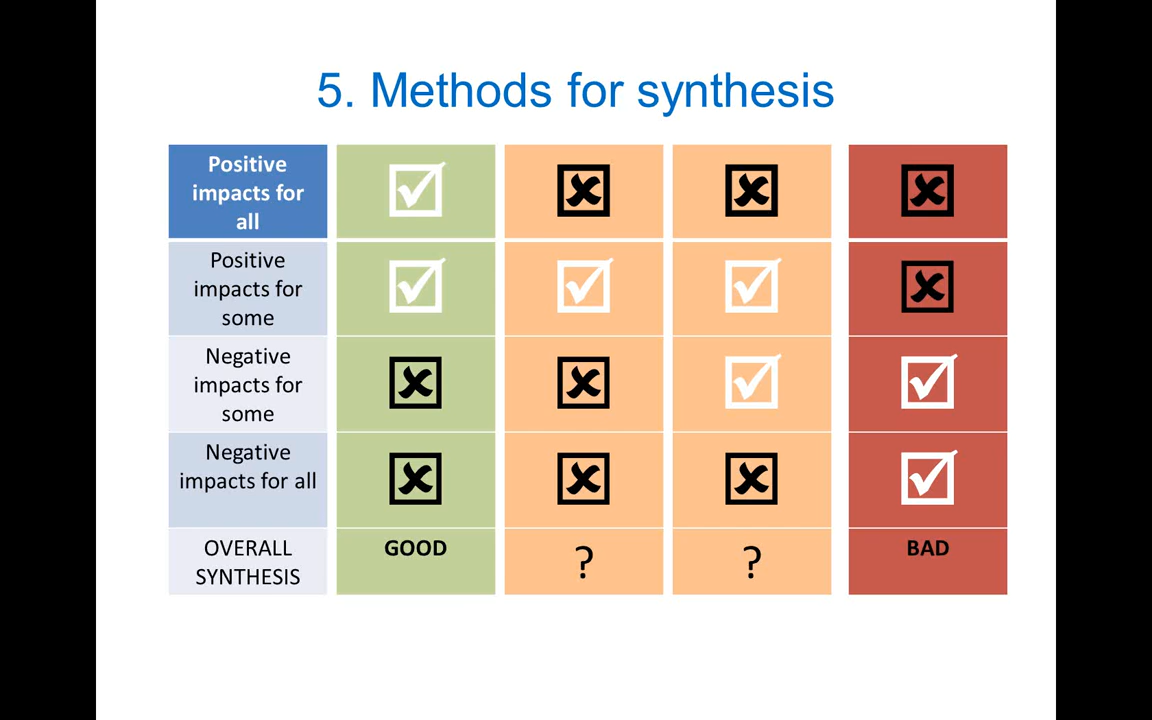 5. Methods for synthesis
Positive
impacts for
all
Positive
impacts for
some
Negative
impacts for
some
Negative
impacts for all
OVERALL
SYNTHESIS
GOOD
?
?
BAD